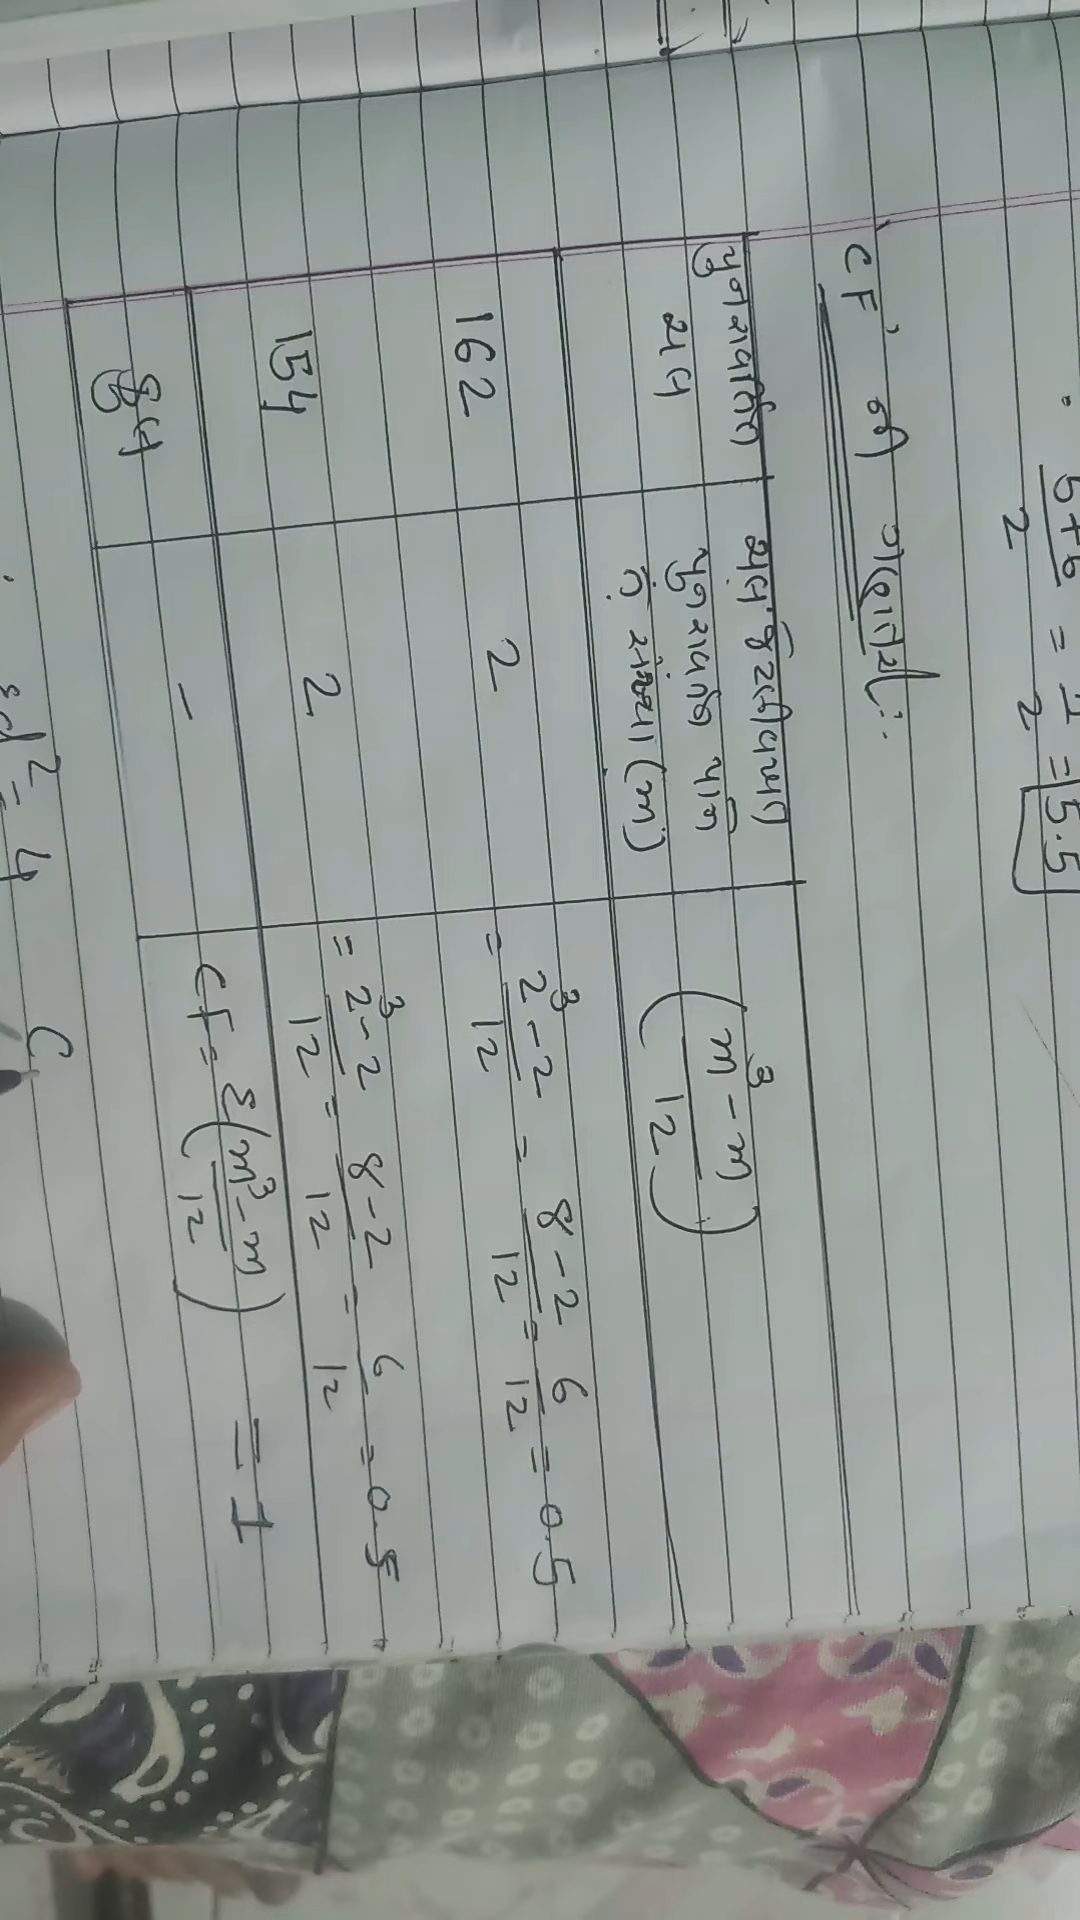 5+6 / 2 = 11 / 2 = 5.5
CF' ની ગણતરી:
પુનરાવર્તિત અવલોકન પુનરાવર્તિત (m) (m³ - m / 12)
162 2 = 2³ - 2 / 12 = 8 - 2 / 12 = 6 / 12 = 0.5
154 2 = 2³ - 2 / 12 = 8 - 2 / 12 = 6 / 12 = 0.5
કુલ - CF = Σ(m³ - m / 12) = 1
Σd² = 4 C